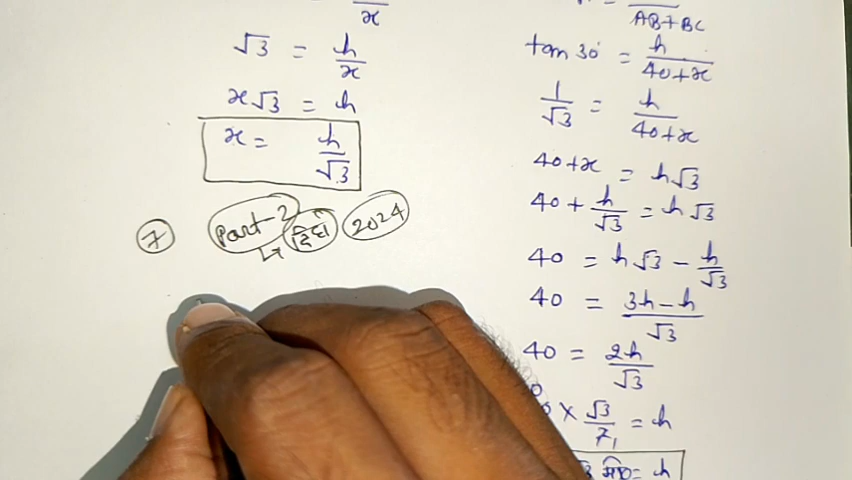 x
√3 = h/x
x√3 = h
x = h/√3
7 Part-2 2024
AB+BC
tan 30° = h/40+x
1/√3 = h/40+x
40+x = h√3
40 + h/√3 = h√3
40 = h√3 - h/√3
40 = 3h-h/√3
40 = 2h/√3
× √3/ = h
= h